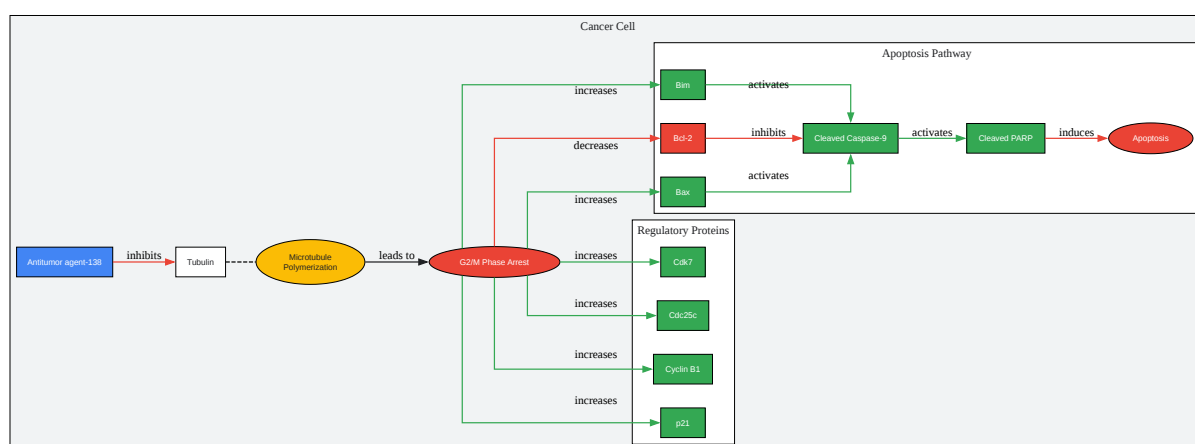 Cancer Cell
Apoptosis Pathway
increases
Bim
activates
decreases
Bcl-2
inhibits
Cleaved Caspase-9
activates
Cleaved PARP
induces
Apoptosis
increases
Bax
activates
Regulatory Proteins
Antitumor agent-138
inhibits
Tubulin
Microtubule
Polymerization
leads to
G2/M Phase Arrest
increases
Cdk7
increases
Cdc25c
increases
Cyclin B1
increases
p21